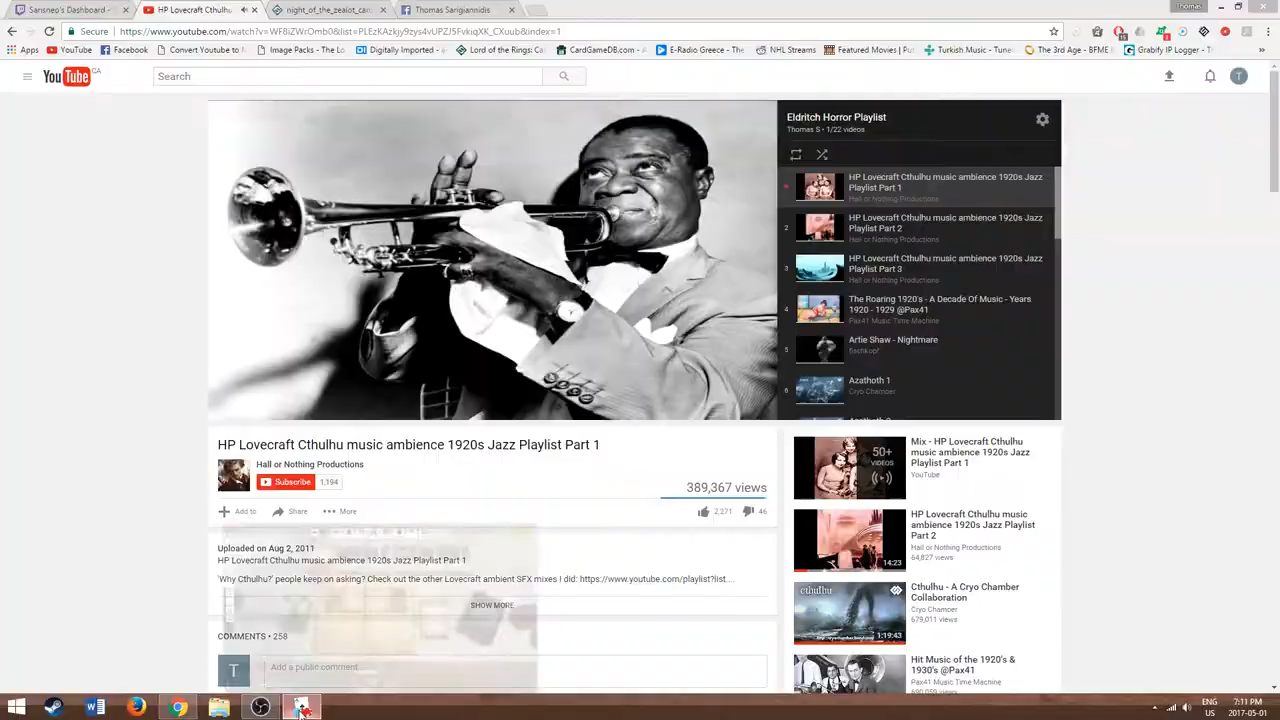 Sansneo's Dashboard -
HP Lovecraft Cthulhu
night_of_the_zealot_can
Thomas Sarigiannidis
Thomas
Secure
https://www.youtube.com/watch?v=WF8iZWrOmb0&list=PLEzKAzkjy9zys4vUPZJ5FvkiqXK_CXuub&index=1
Apps
YouTube
Facebook
Convert Youtube to M
Image Packs - The Lo
Digitally Imported - a
Lord of the Rings: C
CardGameDB.com - F
E-Radio Greece - The
NHL Streams
Featured Movies | Put
Turkish Music - Tune
The 3rd Age - BFME
Grabify IP Logger - T
YouTube CA
Search
T
Eldritch Horror Playlist
Thomas S • 1/22 videos
HP Lovecraft Cthulhu music ambience 1920s Jazz
Playlist Part 1
Hall or Nothing Productions
2
HP Lovecraft Cthulhu music ambience 1920s Jazz
Playlist Part 2
Hall or Nothing Productions
3
HP Lovecraft Cthulhu music ambience 1920s Jazz
Playlist Part 3
Hall or Nothing Productions
4
The Roaring 1920's - A Decade Of Music - Years
1920 - 1929 @Pax41
Pax41 Music Time Machine
5
Artie Shaw - Nightmare
6
Azathoth 1
Cryo Chamber
HP Lovecraft Cthulhu music ambience 1920s Jazz Playlist Part 1
Hall or Nothing Productions
Subscribe 1,194
389,367 views
Add to
Share
More
2,271
46
Uploaded on Aug 2, 2011
HP Lovecraft Cthulhu music ambience 1920s Jazz Playlist Part 1
'Why Cthulhu?' people keep on asking? Check out the other Lovecraft ambient SFX mixes I did: https://www.youtube.com/playlist?list....
SHOW MORE
COMMENTS • 258
T
Add a public comment...
50+
VIDEOS
Mix - HP Lovecraft Cthulhu
music ambience 1920s Jazz
Playlist Part 1
YouTube
14:23
HP Lovecraft Cthulhu music
ambience 1920s Jazz Playlist
Part 2
Hall or Nothing Productions
64,827 views
cthulhu
1:19:43
Cthulhu - A Cryo Chamber
Collaboration
Cryo Chamber
679,011 views
Hit Music of the 1920's &
1930's @Pax41
Pax41 Music Time Machine
690,059 views
ENG
US
7:11 PM
2017-05-01